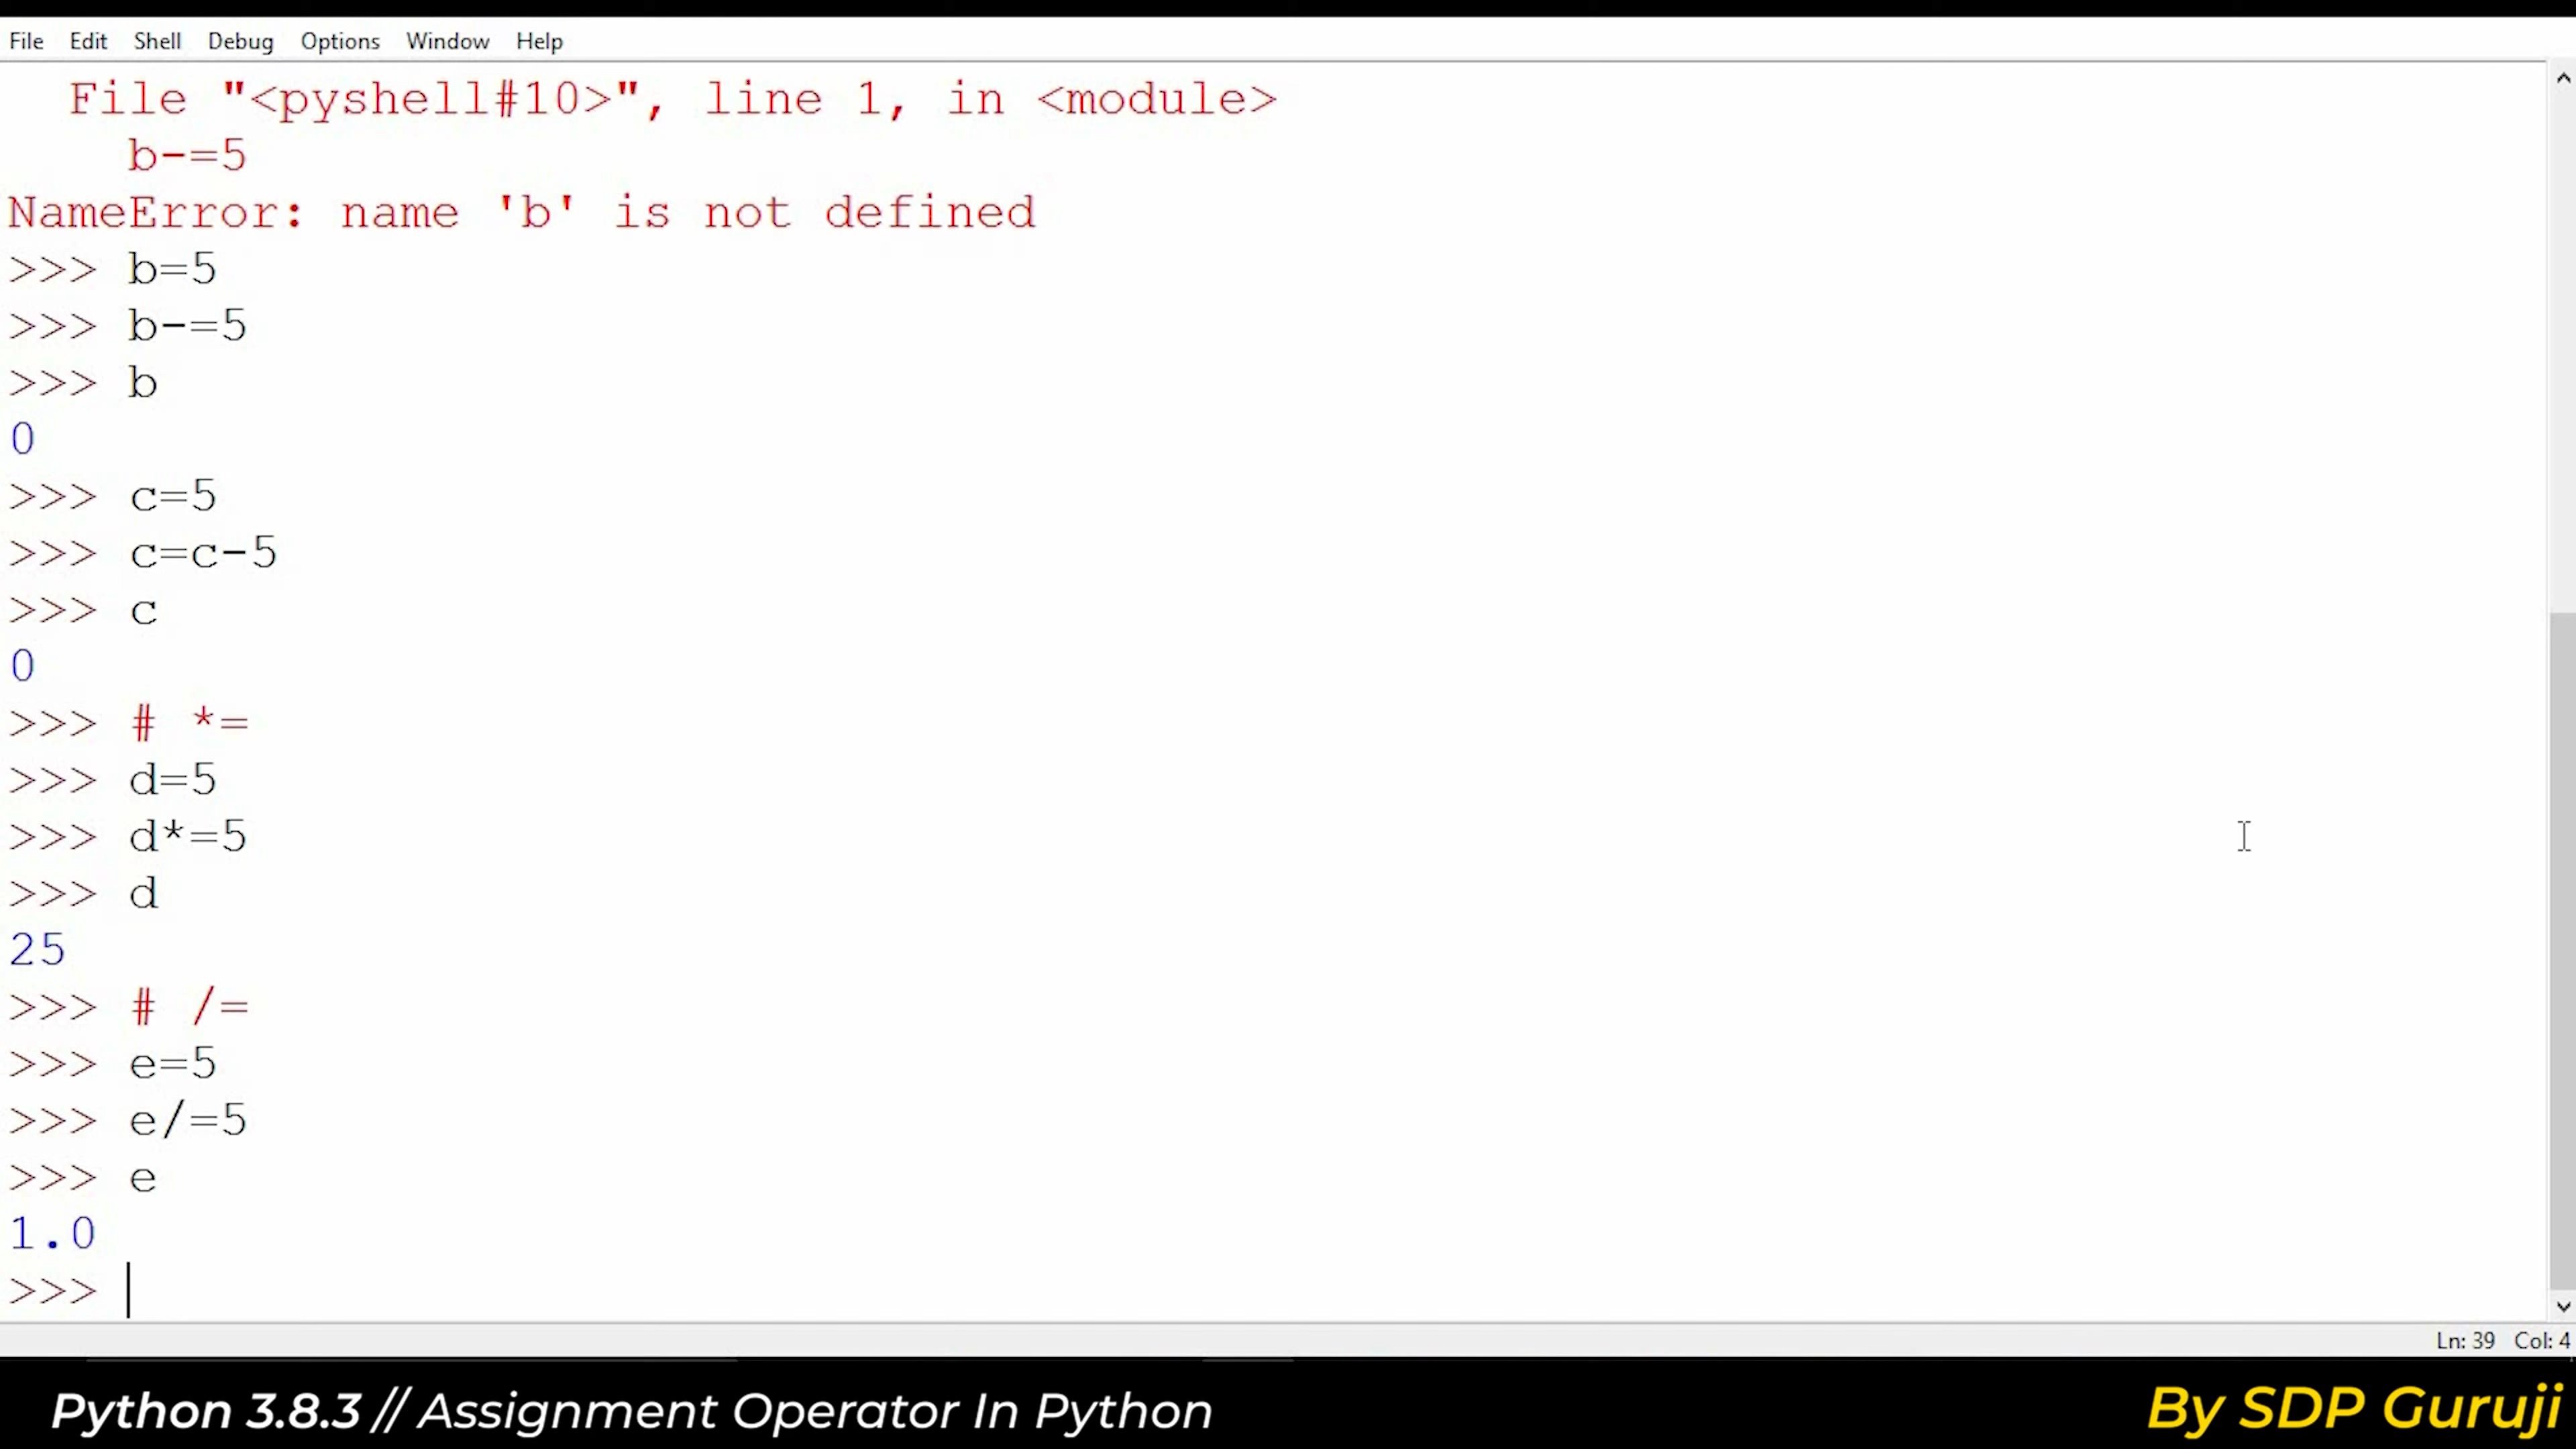 File Edit Shell Debug Options Window Help
File "<pyshell#10>", line 1, in <module>
b-=5
NameError: name 'b' is not defined
>>> b=5
>>> b-=5
>>> b
0
>>> c=5
>>> c=c-5
>>> c
0
>>> # *=
>>> d=5
>>> d*=5
>>> d
25
>>> # /=
>>> e=5
>>> e/=5
>>> e
1.0
>>>
Ln: 39 Col: 4
Python 3.8.3 // Assignment Operator In Python
By SDP Guruji